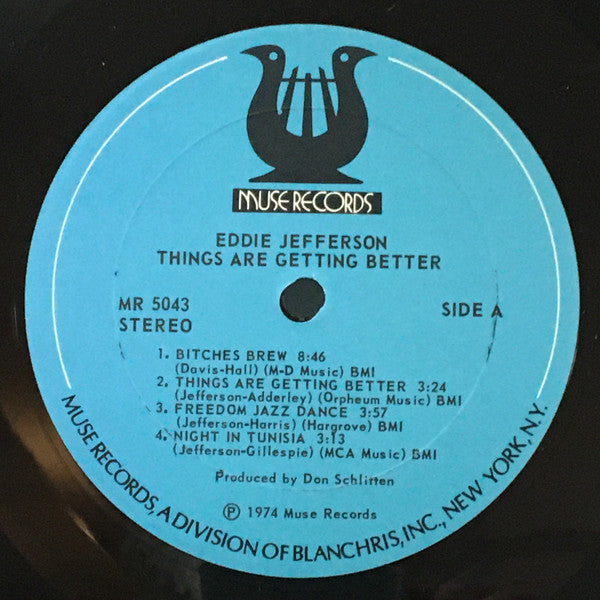 MUSE RECORDS
EDDIE JEFFERSON
THINGS ARE GETTING BETTER
MR 5043
STEREO
SIDE A
1. BITCHES BREW 8:46
(Davis-Hall) (M-D Music) BMI
2. THINGS ARE GETTING BETTER 3:24
(Jefferson-Adderley) (Orpheum Music) BMI
3. FREEDOM JAZZ DANCE 3:57
(Jefferson-Harris) (Hargrove) BMI
4. NIGHT IN TUNISIA 3:13
(Jefferson-Gillespie) (MCA Music) BMI
Produced by Don Schlitten
Ⓟ 1974 Muse Records
MUSE RECORDS, A DIVISION OF BLANCHRIS, INC., NEW YORK, N.Y.